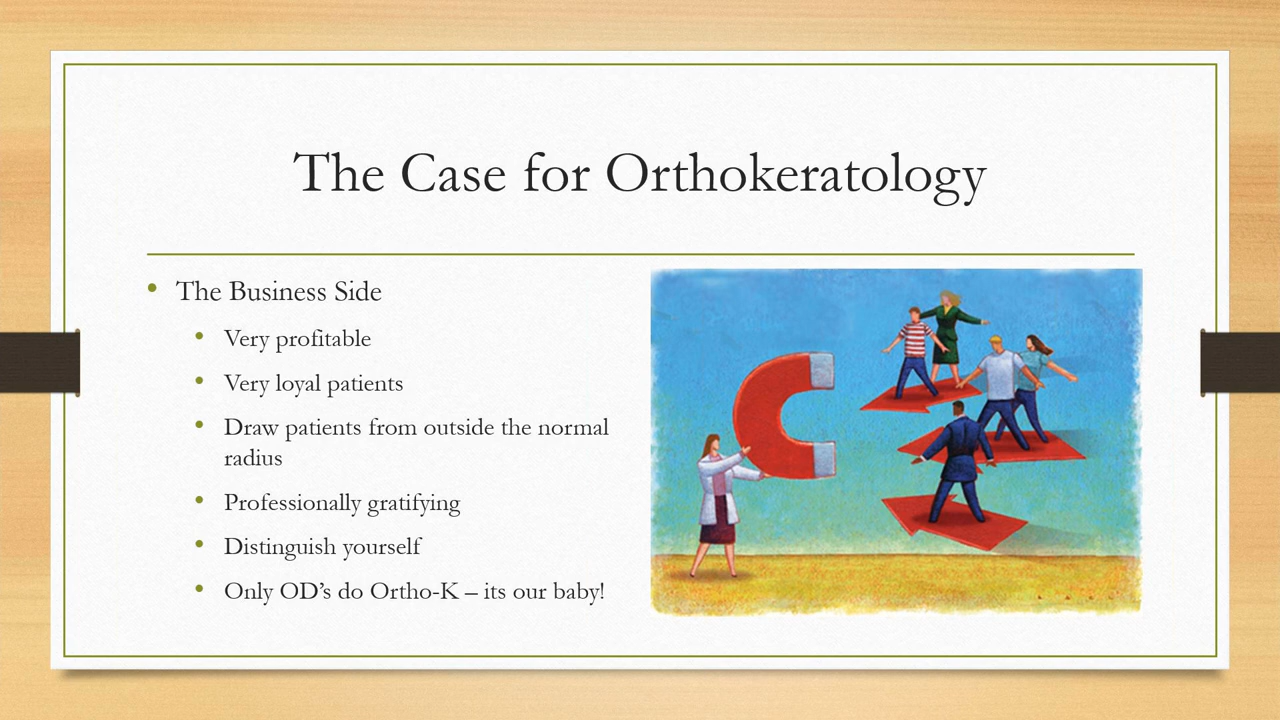 The Case for Orthokeratology
• The Business Side
• Very profitable
• Very loyal patients
• Draw patients from outside the normal
radius
• Professionally gratifying
• Distinguish yourself
• Only OD’s do Ortho-K – its our baby!